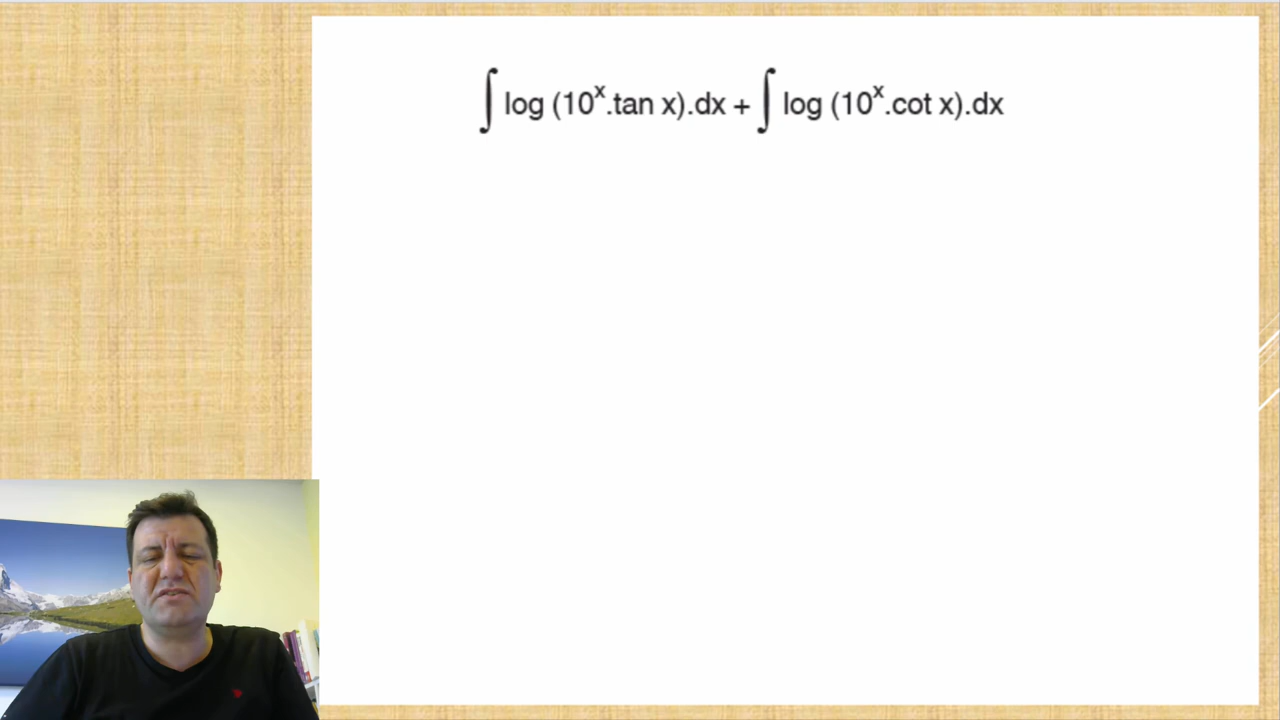 ∫ log (10ˣ.tan x).dx + ∫ log (10ˣ.cot x).dx